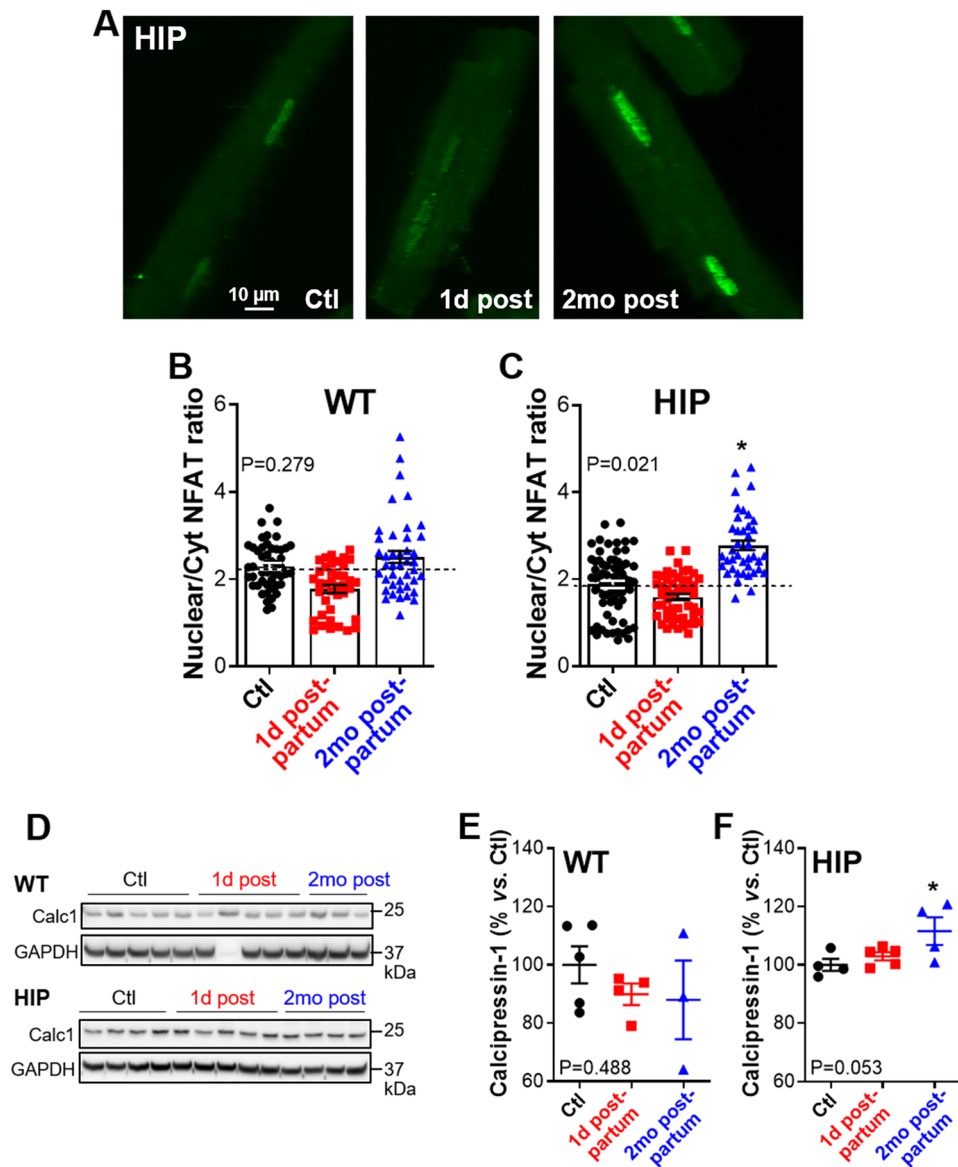 A
HIP
10 µm
Ctl
1d post
2mo post
B
WT
Nuclear/Cyt NFAT ratio
6
4
2
0
P=0.279
Ctl
1d post-
partum
2mo post-
partum
C
HIP
Nuclear/Cyt NFAT ratio
6
4
2
0
P=0.021
*
Ctl
1d post-
partum
2mo post-
partum
D
WT
Ctl
1d post
2mo post
Calc1
25
GAPDH
37
kDa
HIP
Ctl
1d post
2mo post
Calc1
25
GAPDH
37
kDa
E
WT
Calcipressin-1 (% vs. Ctl)
140
120
100
80
60
P=0.488
Ctl
1d post-
partum
2mo post-
partum
F
HIP
Calcipressin-1 (% vs. Ctl)
140
120
100
80
60
*
P=0.053
Ctl
1d post-
partum
2mo post-
partum